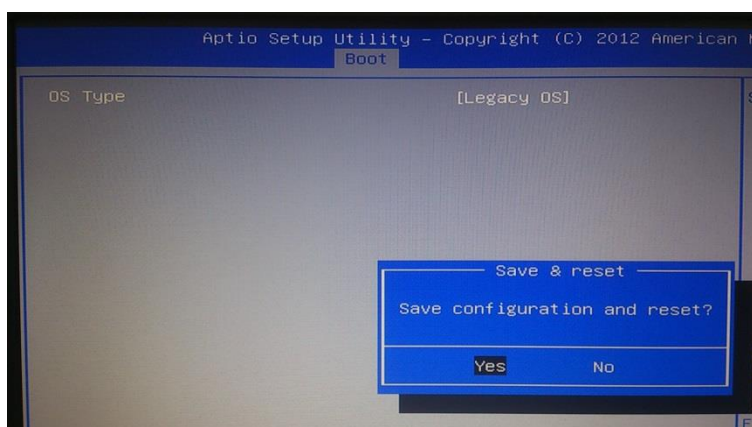 Aptio Setup Utility – Copyright (C) 2012 American
Boot
OS Type [Legacy OS]
Save & reset
Save configuration and reset?
Yes No